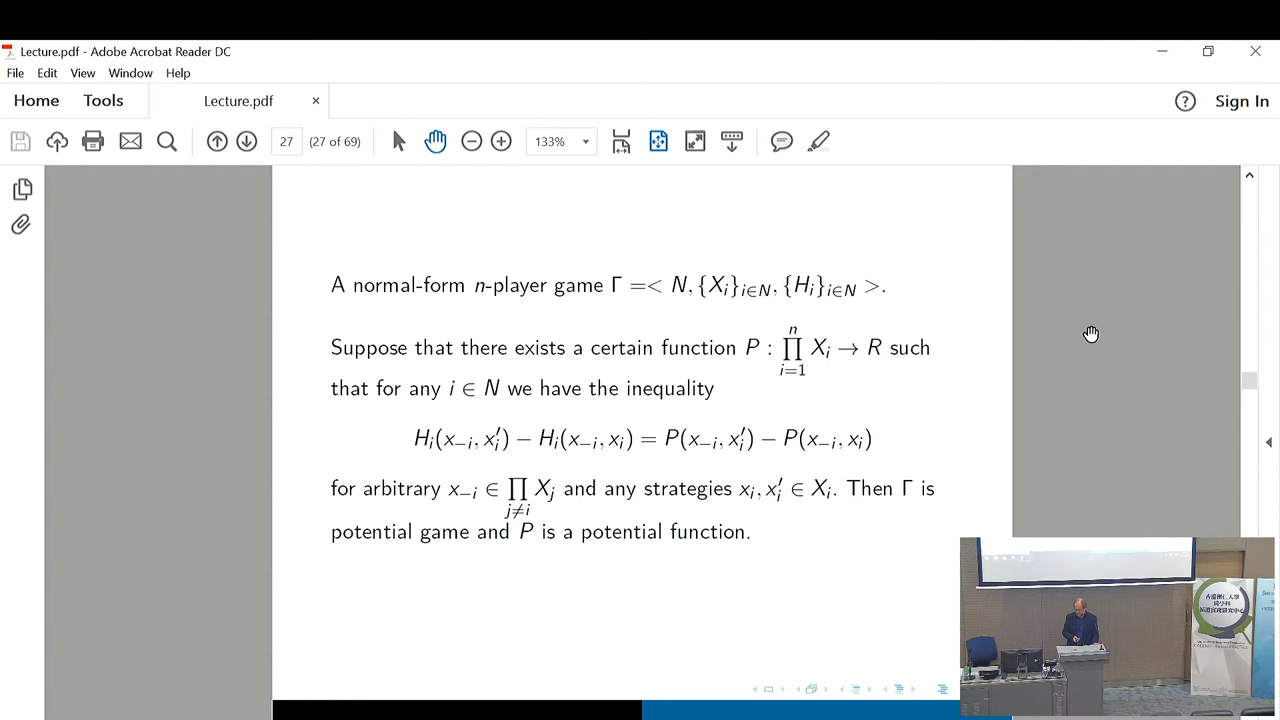 Lecture.pdf - Adobe Acrobat Reader DC
File Edit View Window Help
Home Tools Lecture.pdf × Sign In
27 (27 of 69) 133%
A normal-form n-player game Γ =< N, {X_i}_{i∈N}, {H_i}_{i∈N} >.
Suppose that there exists a certain function P : ∏_{i=1}^{n} X_i → R such
that for any i ∈ N we have the inequality
H_i(x_{−i}, x_i′) − H_i(x_{−i}, x_i) = P(x_{−i}, x_i′) − P(x_{−i}, x_i)
for arbitrary x_{−i} ∈ ∏_{j≠i} X_j and any strategies x_i, x_i′ ∈ X_i. Then Γ is
potential game and P is a potential function.